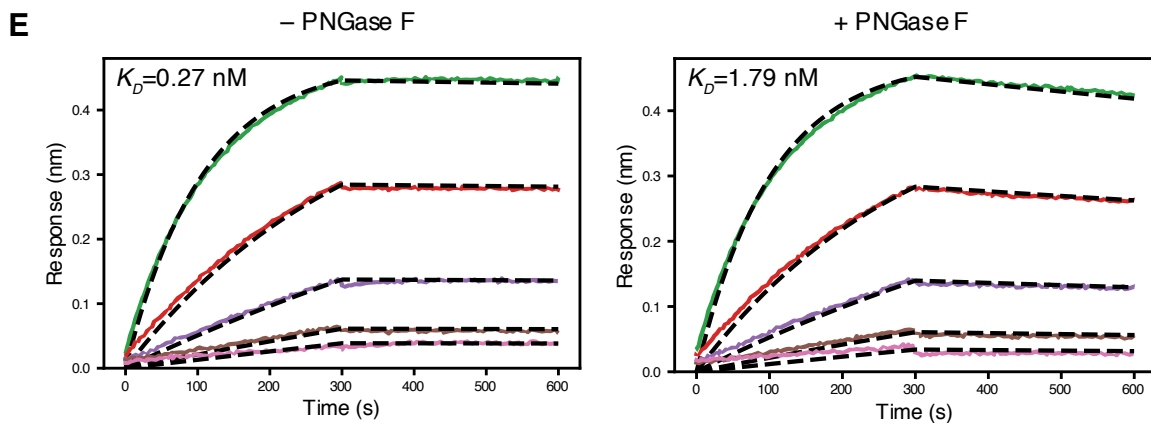 E
– PNGase F
K_D=0.27 nM
Response (nm)
0.4
0.3
0.2
0.1
0.0
0 100 200 300 400 500 600
Time (s)
+ PNGase F
K_D=1.79 nM
Response (nm)
0.4
0.3
0.2
0.1
0.0
0 100 200 300 400 500 600
Time (s)